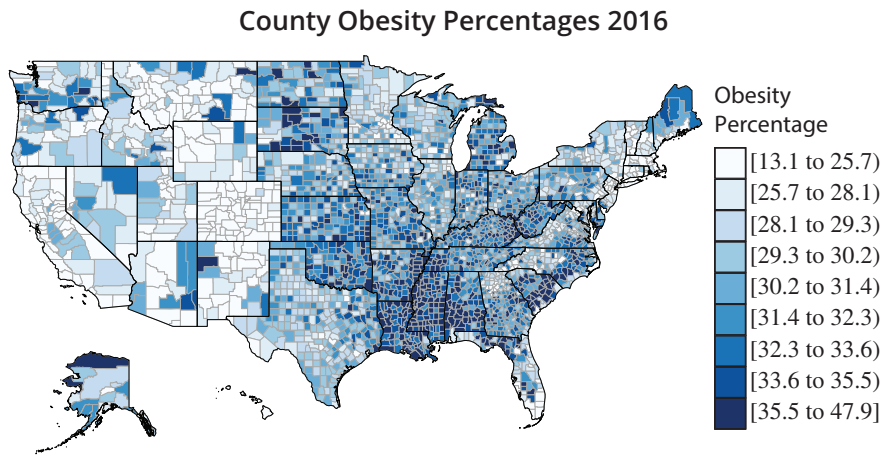 County Obesity Percentages 2016
Obesity
Percentage
[13.1 to 25.7)
[25.7 to 28.1)
[28.1 to 29.3)
[29.3 to 30.2)
[30.2 to 31.4)
[31.4 to 32.3)
[32.3 to 33.6)
[33.6 to 35.5)
[35.5 to 47.9]